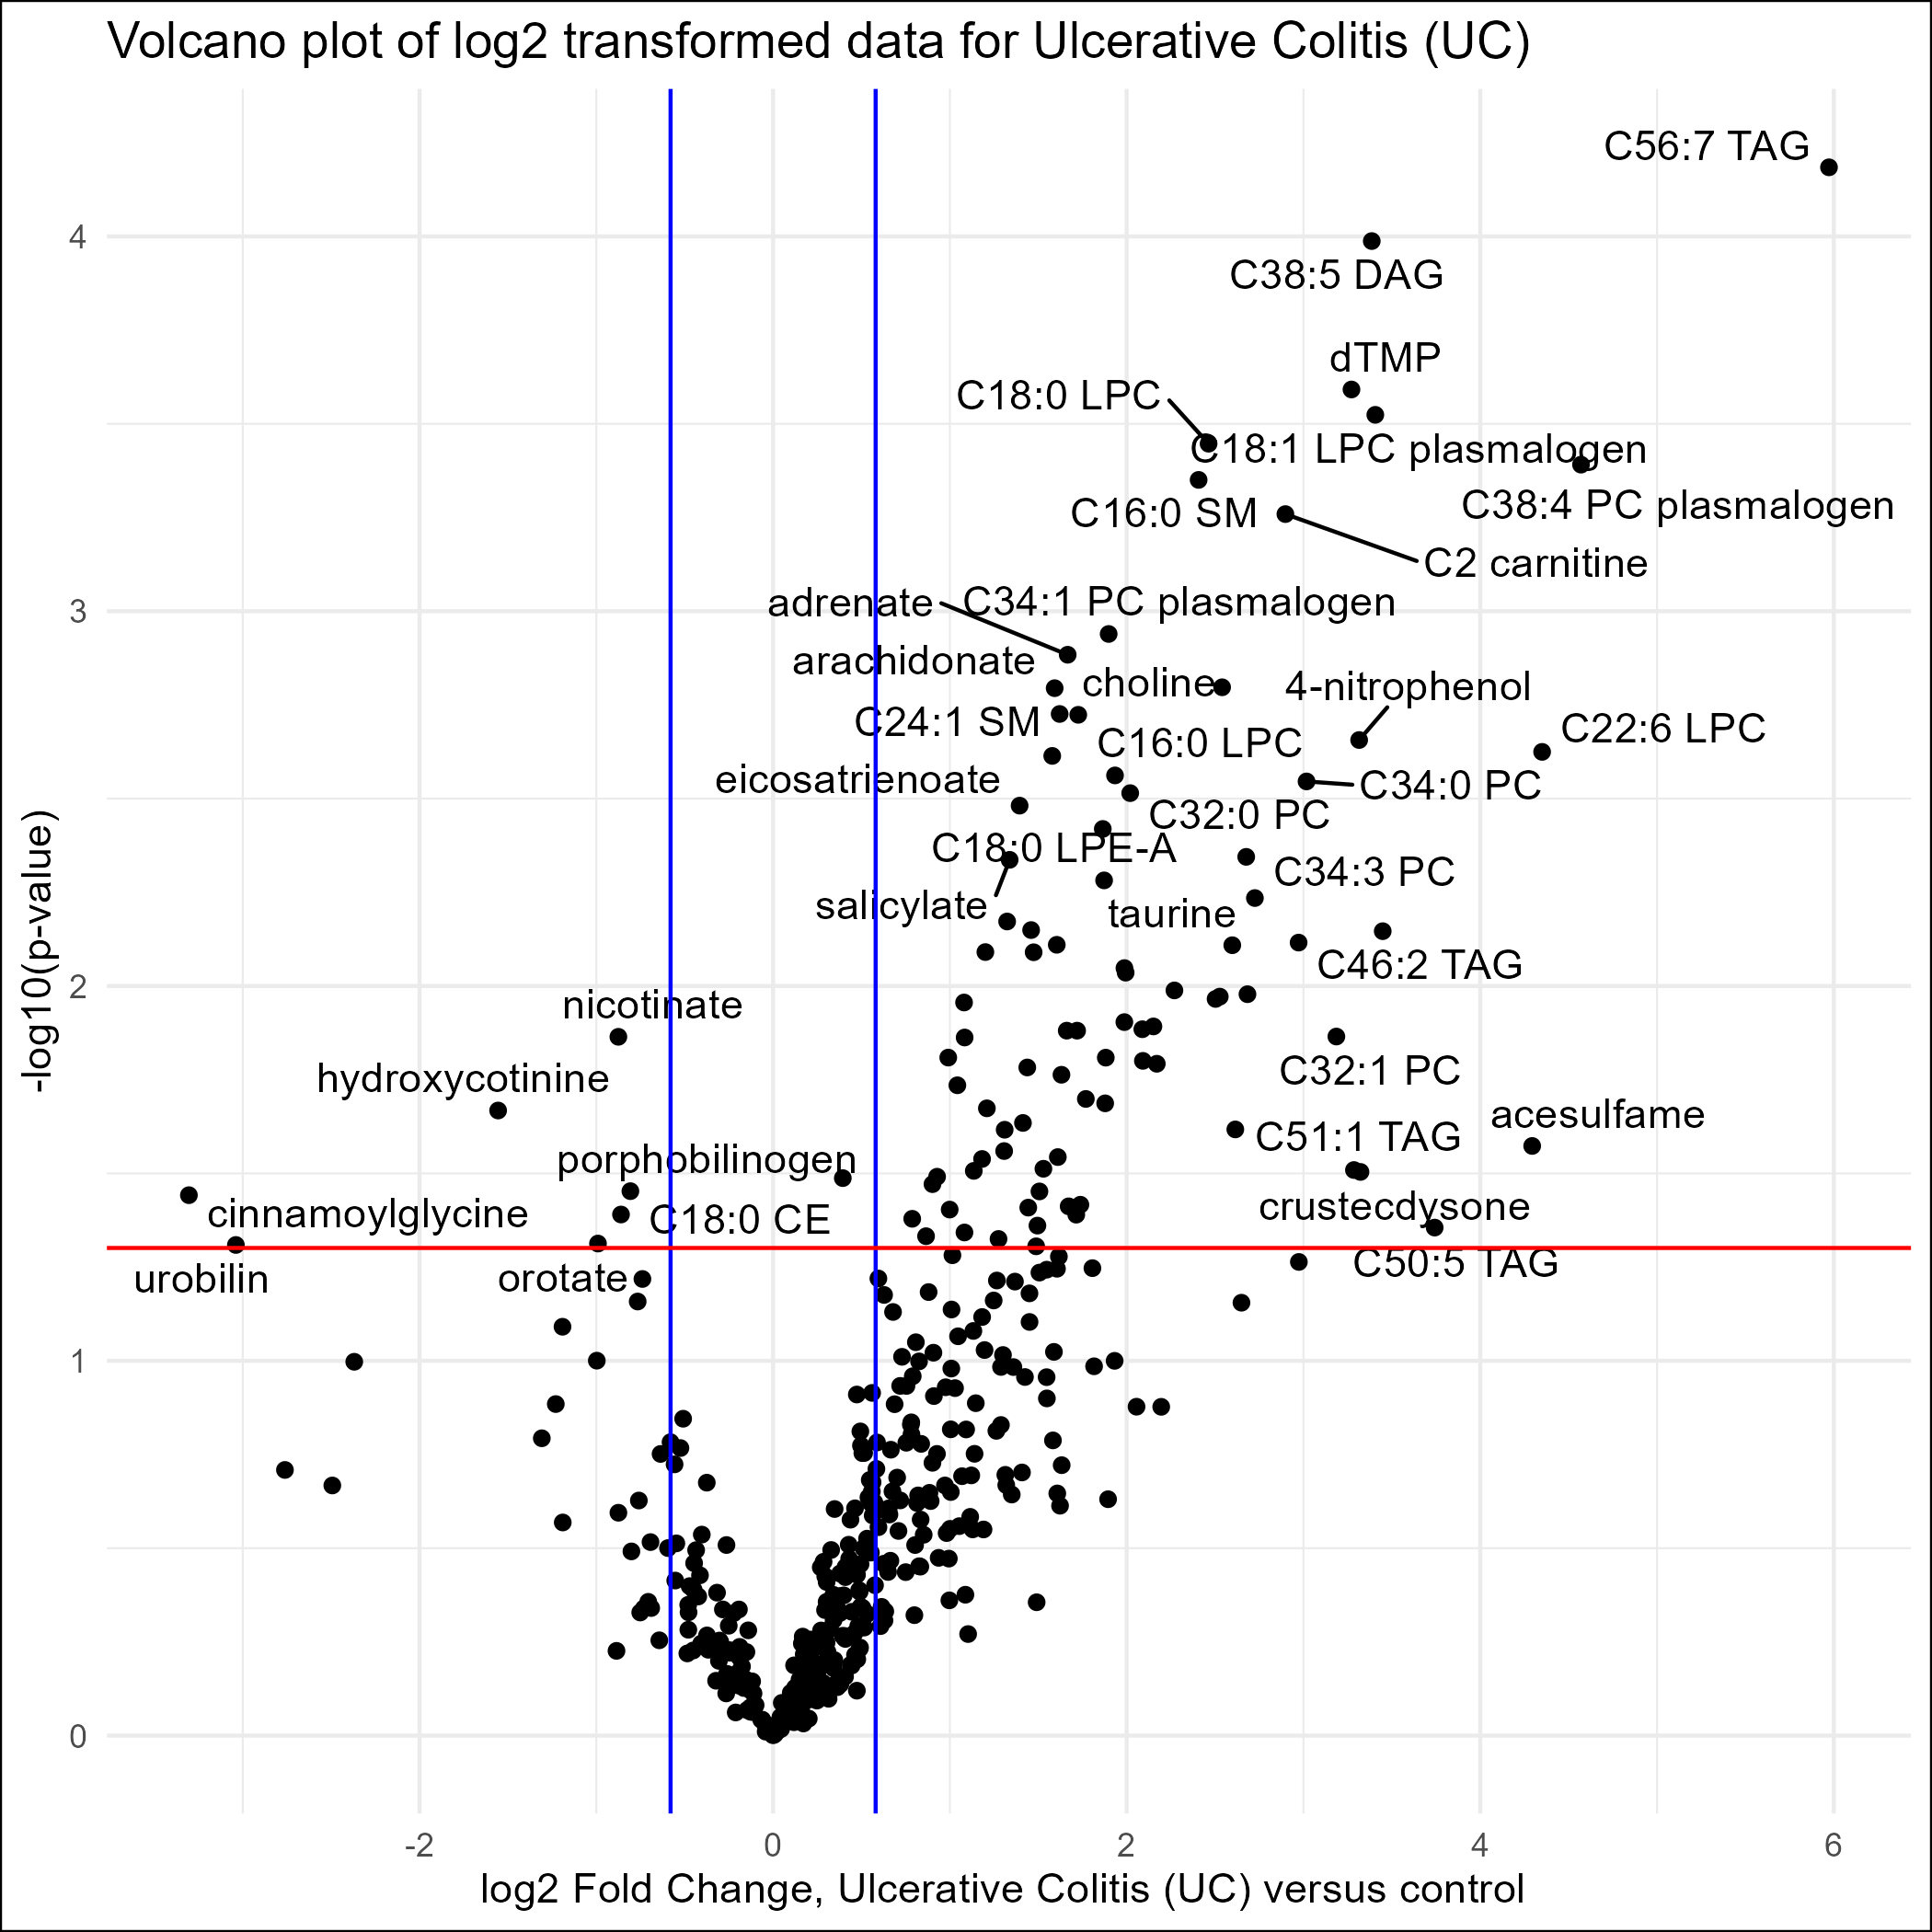 Volcano plot of log2 transformed data for Ulcerative Colitis (UC)
C56:7 TAG
4
C38:5 DAG
dTMP
C18:0 LPC
C18:1 LPC plasmalogen
C38:4 PC plasmalogen
C16:0 SM
C2 carnitine
adrenate
C34:1 PC plasmalogen
3
arachidonate
choline
4-nitrophenol
C24:1 SM
C22:6 LPC
C16:0 LPC
eicosatrienoate
C34:0 PC
C32:0 PC
C18:0 LPE-A
C34:3 PC
salicylate
taurine
C46:2 TAG
2
nicotinate
C32:1 PC
hydroxycotinine
acesulfame
C51:1 TAG
porphobilinogen
crustecdysone
cinnamoylglycine
C18:0 CE
C50:5 TAG
urobilin
orotate
1
0
-log10(p-value)
-2
0
2
4
6
log2 Fold Change, Ulcerative Colitis (UC) versus control